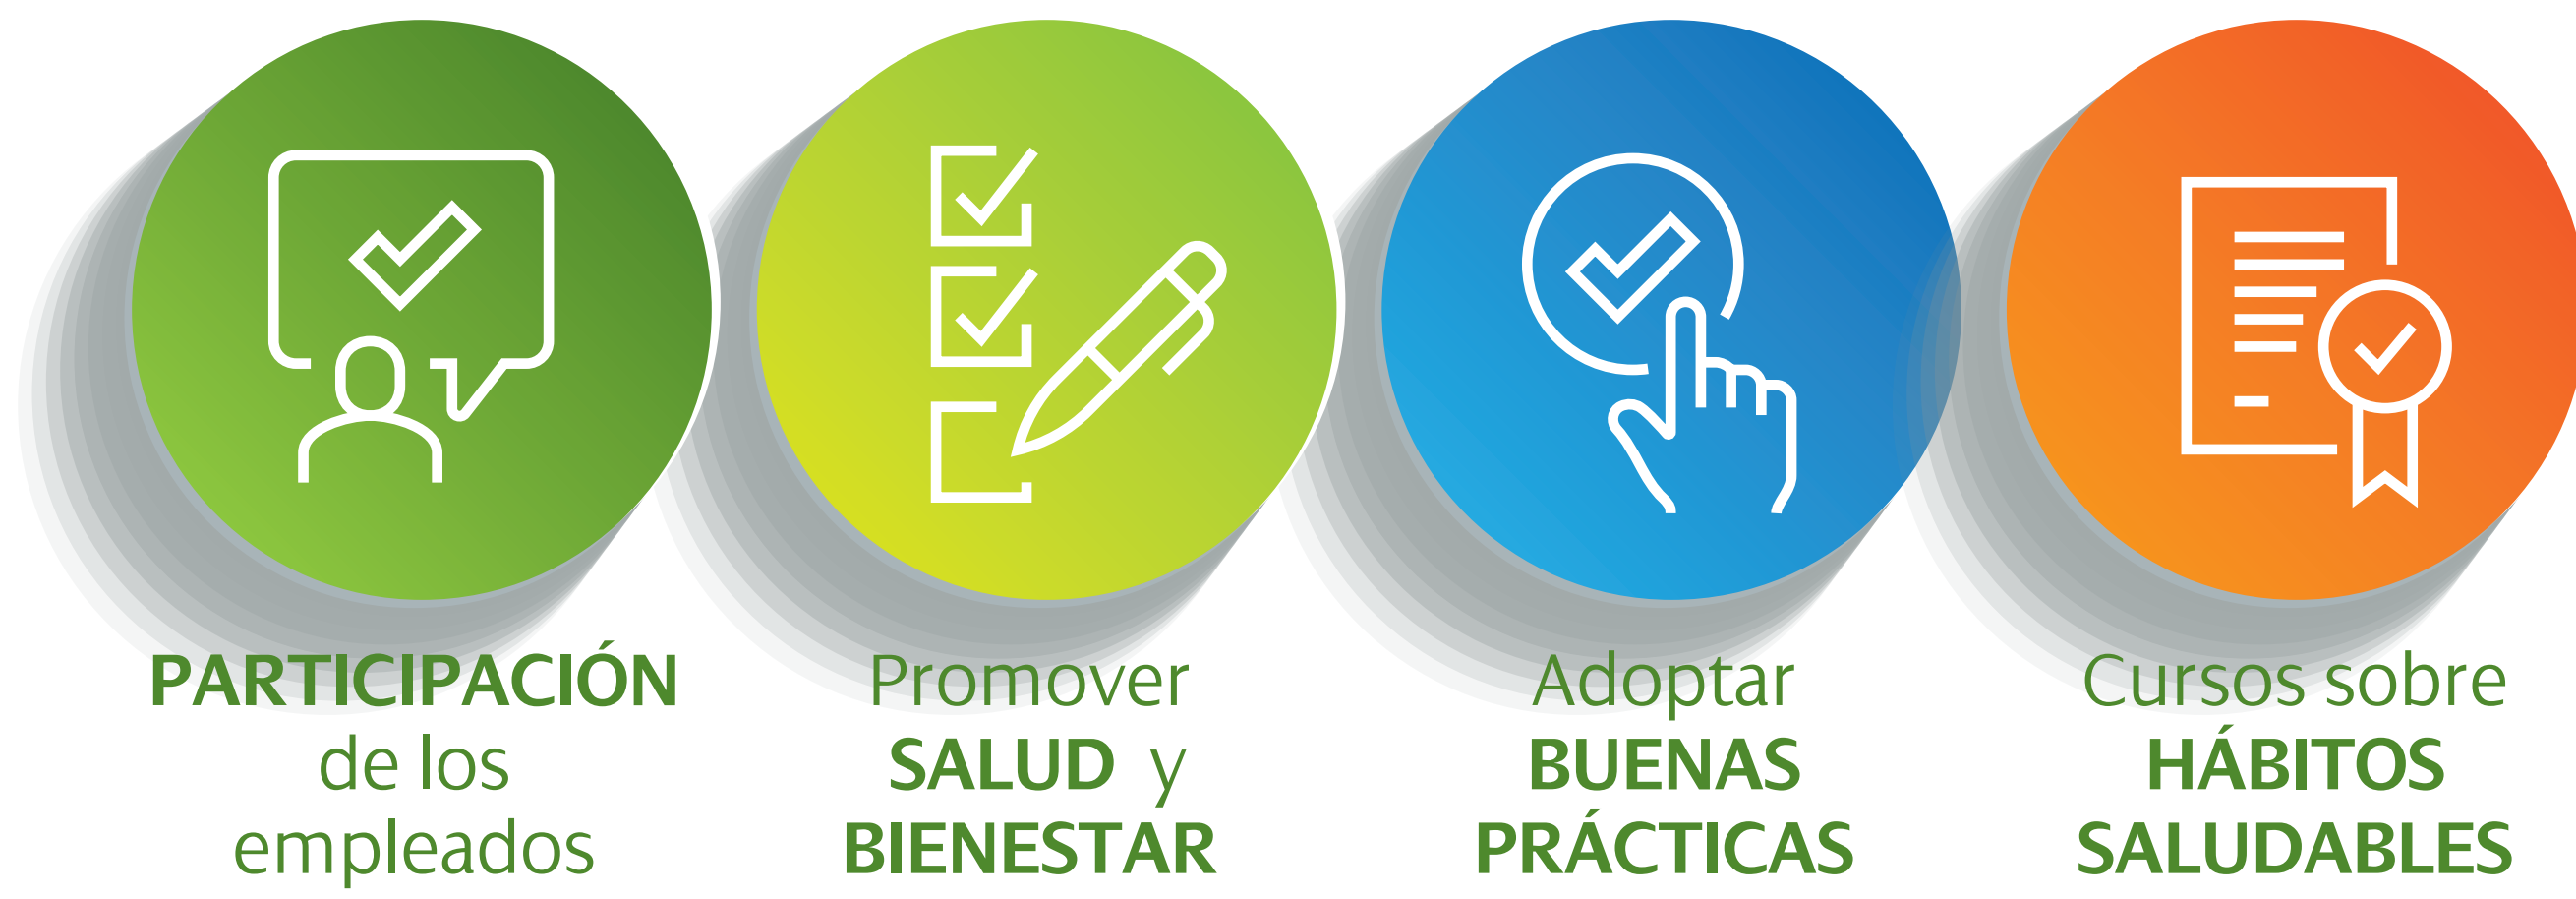 PARTICIPACIÓN
de los
empleados
Promover
SALUD y
BIENESTAR
Adoptar
BUENAS
PRÁCTICAS
Cursos sobre
HÁBITOS
SALUDABLES